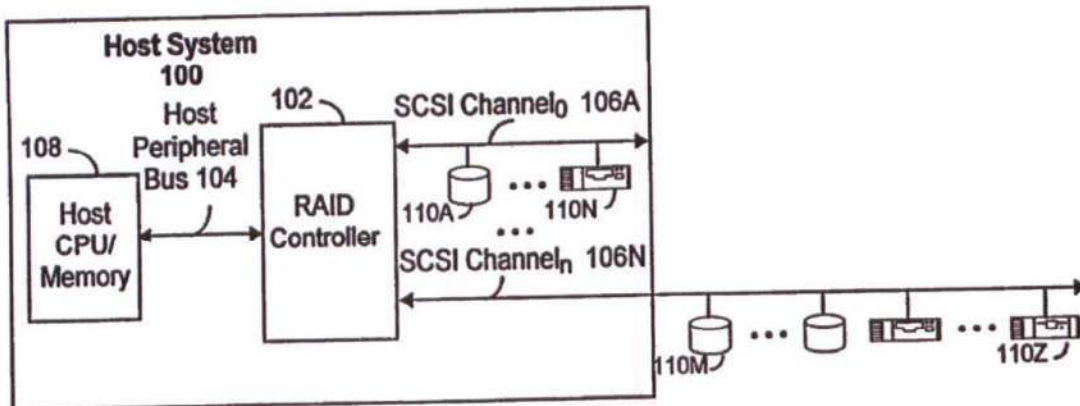 Host System
100
102
Host
Peripheral
Bus 104
108
Host
CPU/
Memory
RAID
Controller
SCSI Channel0 106A
110A
110N
SCSI Channeln 106N
110M
110Z